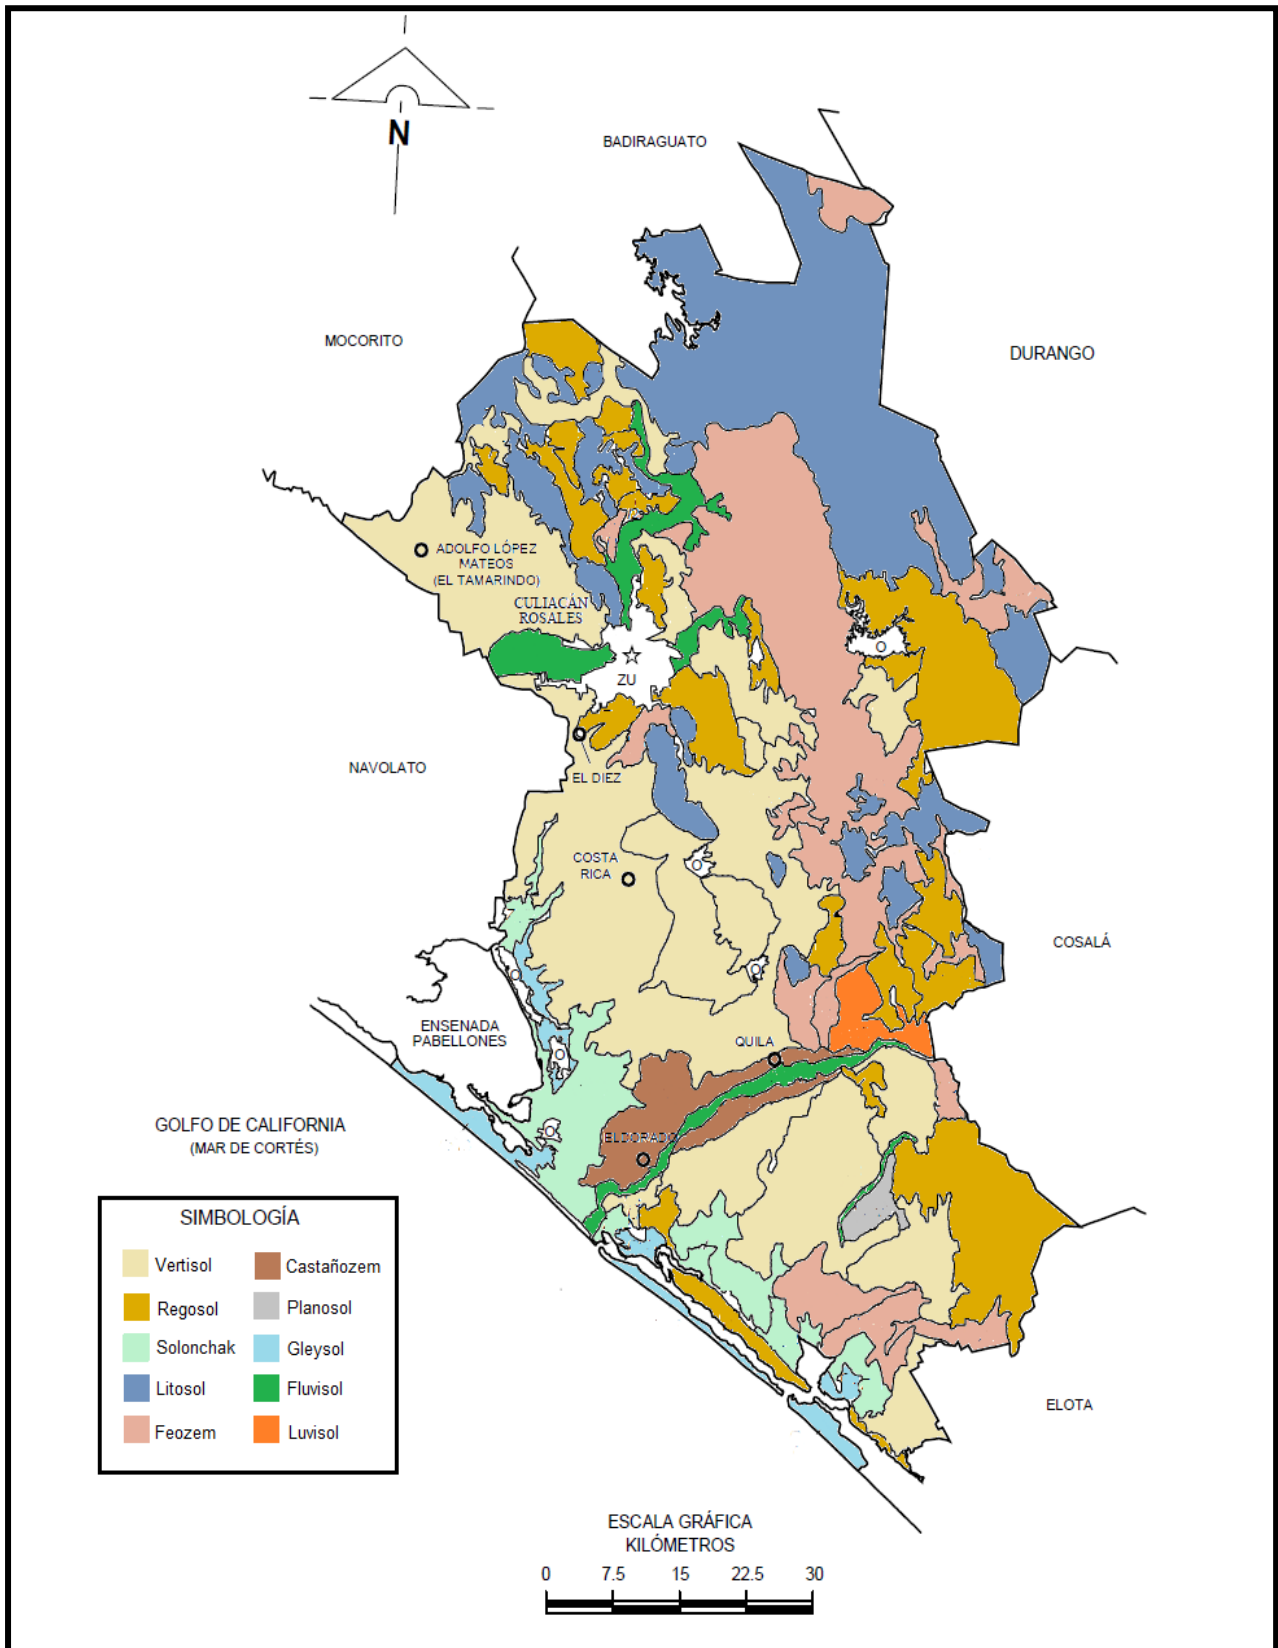 N
BADIRAGUATO
MOCORITO
DURANGO
ADOLFO LÓPEZ
MATEOS
(EL TAMARINDO)
CULIACÁN
ROSALES
ZU
NAVOLATO
EL DIEZ
COSTA
RICA
COSALÁ
ENSENADA
PABELLONES
QUILA
GOLFO DE CALIFORNIA
(MAR DE CORTÉS)
ELDORADO
SIMBOLOGÍA
Vertisol
Castañozem
Regosol
Planosol
Solonchak
Gleysol
Litosol
Fluvisol
Feozem
Luvisol
ELOTA
ESCALA GRÁFICA
KILÓMETROS
0 7.5 15 22.5 30